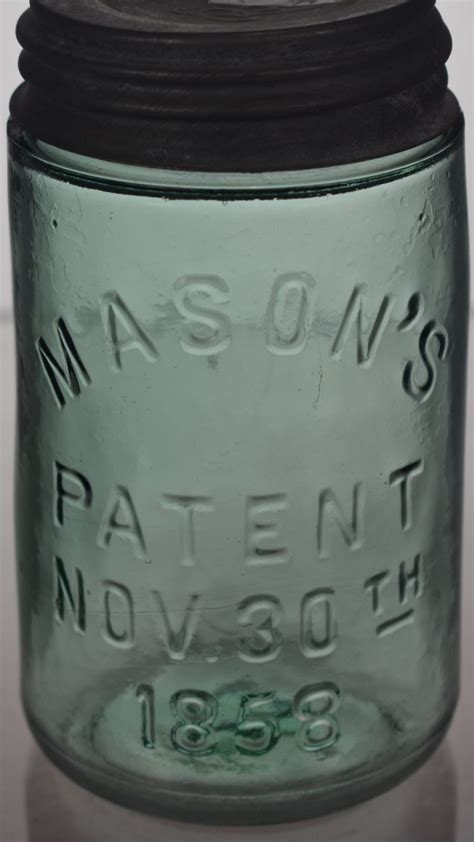 MASON'S
PATENT
NOV. 30TH
1858